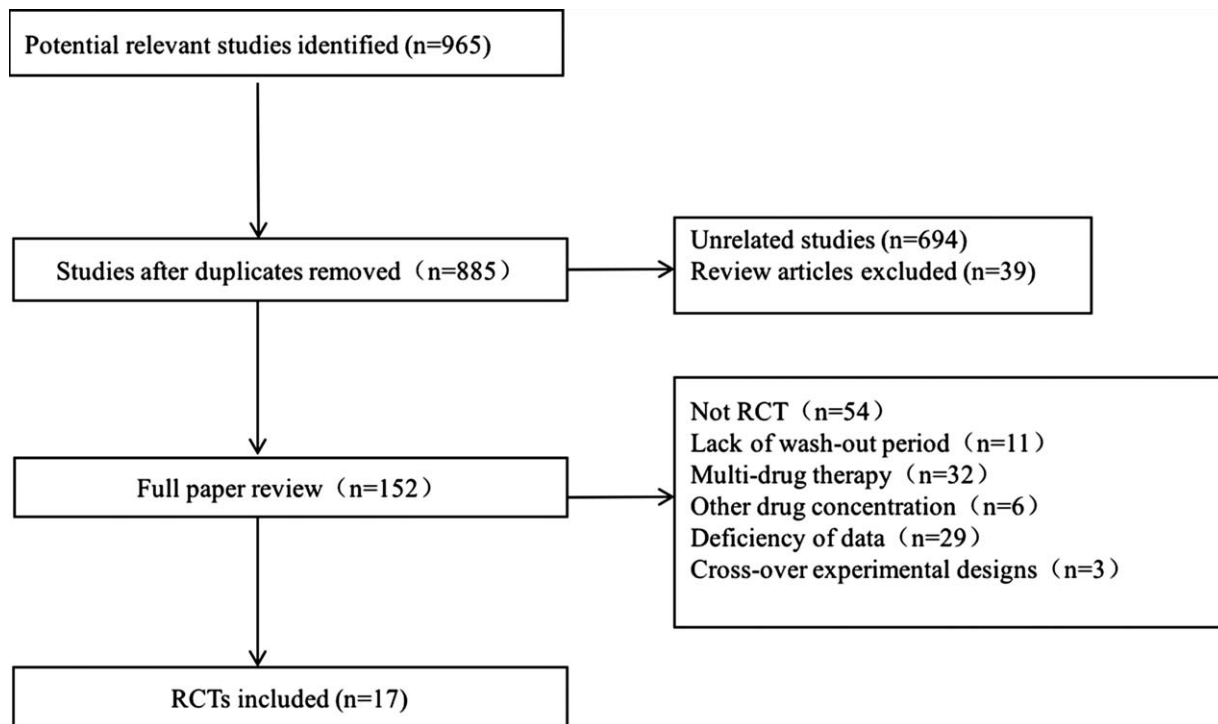 Potential relevant studies identified (n=965)
Studies after duplicates removed（n=885）
Unrelated studies (n=694)
Review articles excluded (n=39)
Full paper review（n=152）
Not RCT（n=54）
Lack of wash-out period（n=11）
Multi-drug therapy（n=32）
Other drug concentration（n=6）
Deficiency of data（n=29）
Cross-over experimental designs（n=3）
RCTs included (n=17)